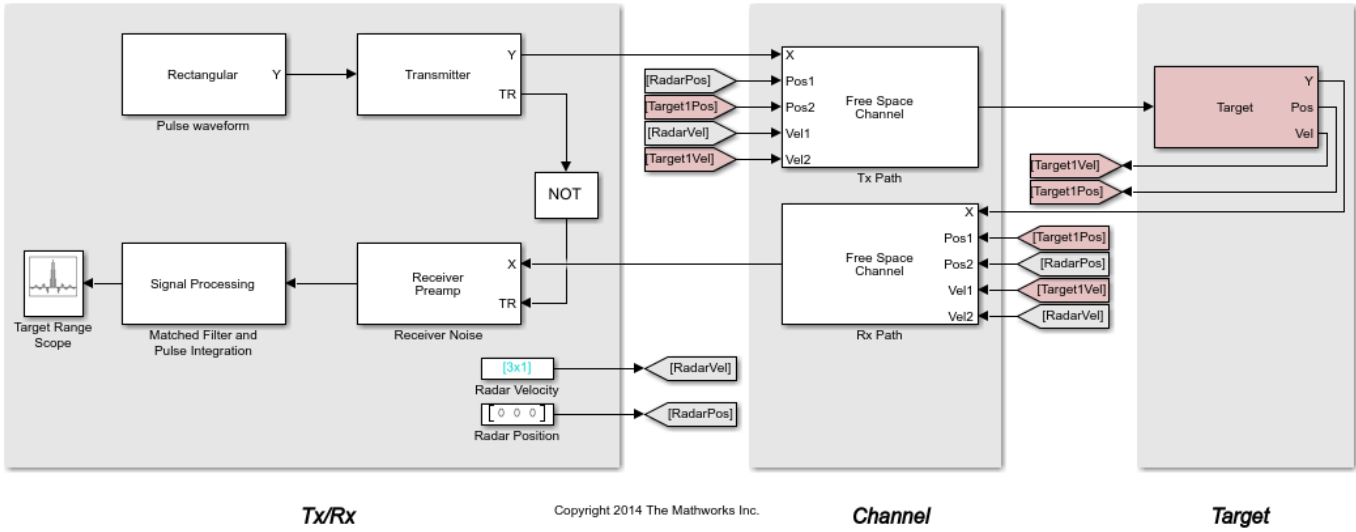 Rectangular
Y
Pulse waveform
Transmitter
Y
TR
NOT
[RadarPos]
[Target1Pos]
[RadarVel]
[Target1Vel]
X
Pos1
Pos2
Vel1
Vel2
Free Space
Channel
Tx Path
Target
Y
Pos
Vel
[Target1Vel]
[Target1Pos]
Target Range
Scope
Signal Processing
Matched Filter and
Pulse Integration
Receiver
Preamp
X
TR
Receiver Noise
Free Space
Channel
X
Pos1
Pos2
Vel1
Vel2
Rx Path
[Target1Pos]
[RadarPos]
[Target1Vel]
[RadarVel]
[3x1]
Radar Velocity
[RadarVel]
[0 0 0]
Radar Position
[RadarPos]
Tx/Rx
Copyright 2014 The Mathworks Inc.
Channel
Target